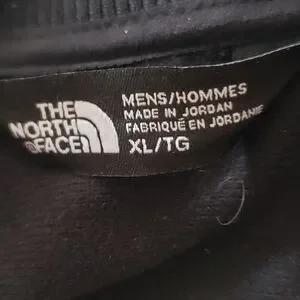 THE
NORTH
FACE
MENS/HOMMES
MADE IN JORDAN
FABRIQUÉ EN JORDANIE
XL/TG